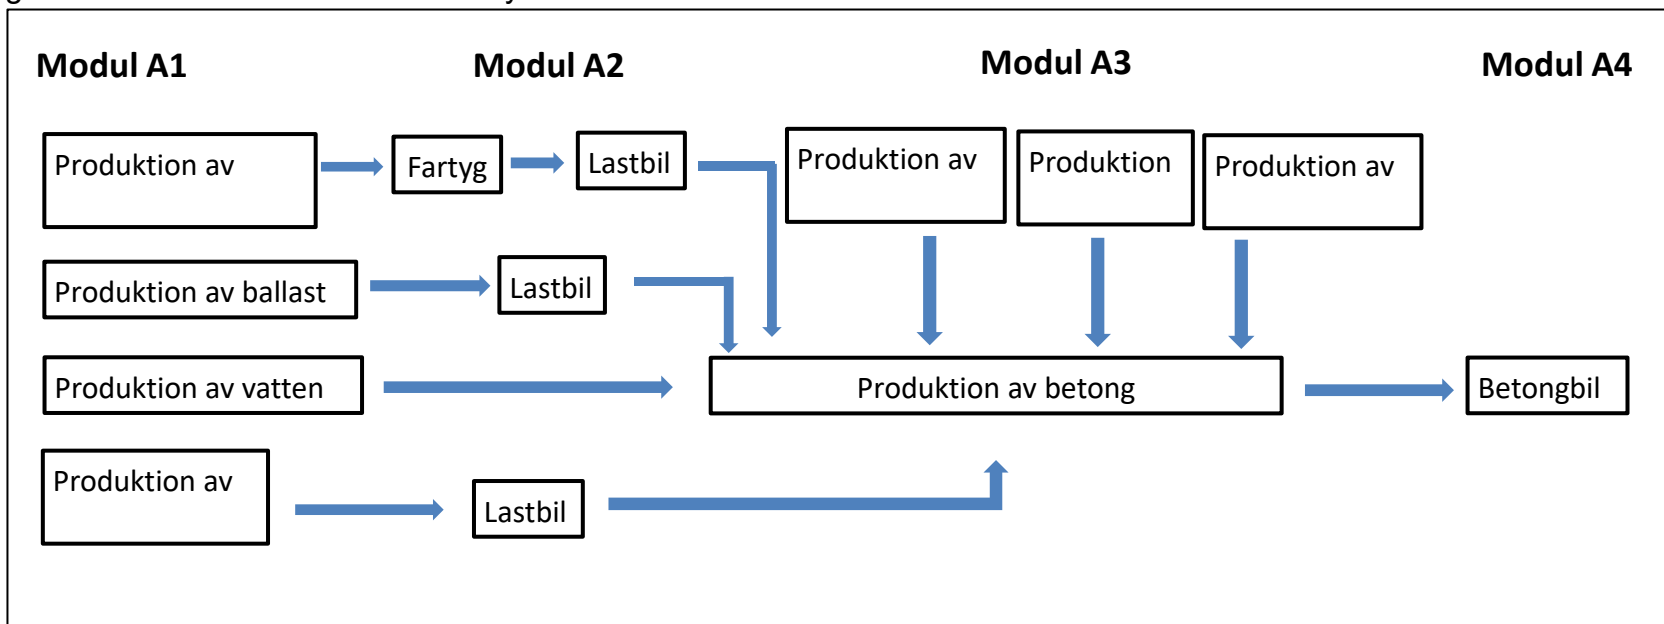 Modul A1
Modul A2
Modul A3
Modul A4
Produktion av
Fartyg
Lastbil
Produktion av
Produktion
Produktion av
Produktion av ballast
Lastbil
Produktion av vatten
Produktion av betong
Betongbil
Produktion av
Lastbil